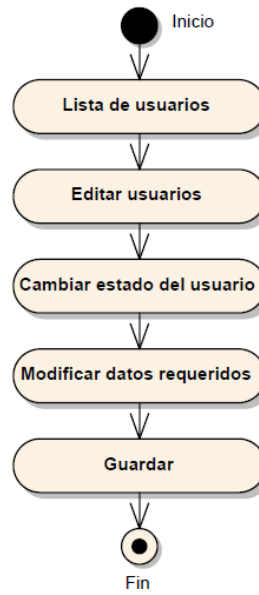 Inicio
Lista de usuarios
Editar usuarios
Cambiar estado del usuario
Modificar datos requeridos
Guardar
Fin